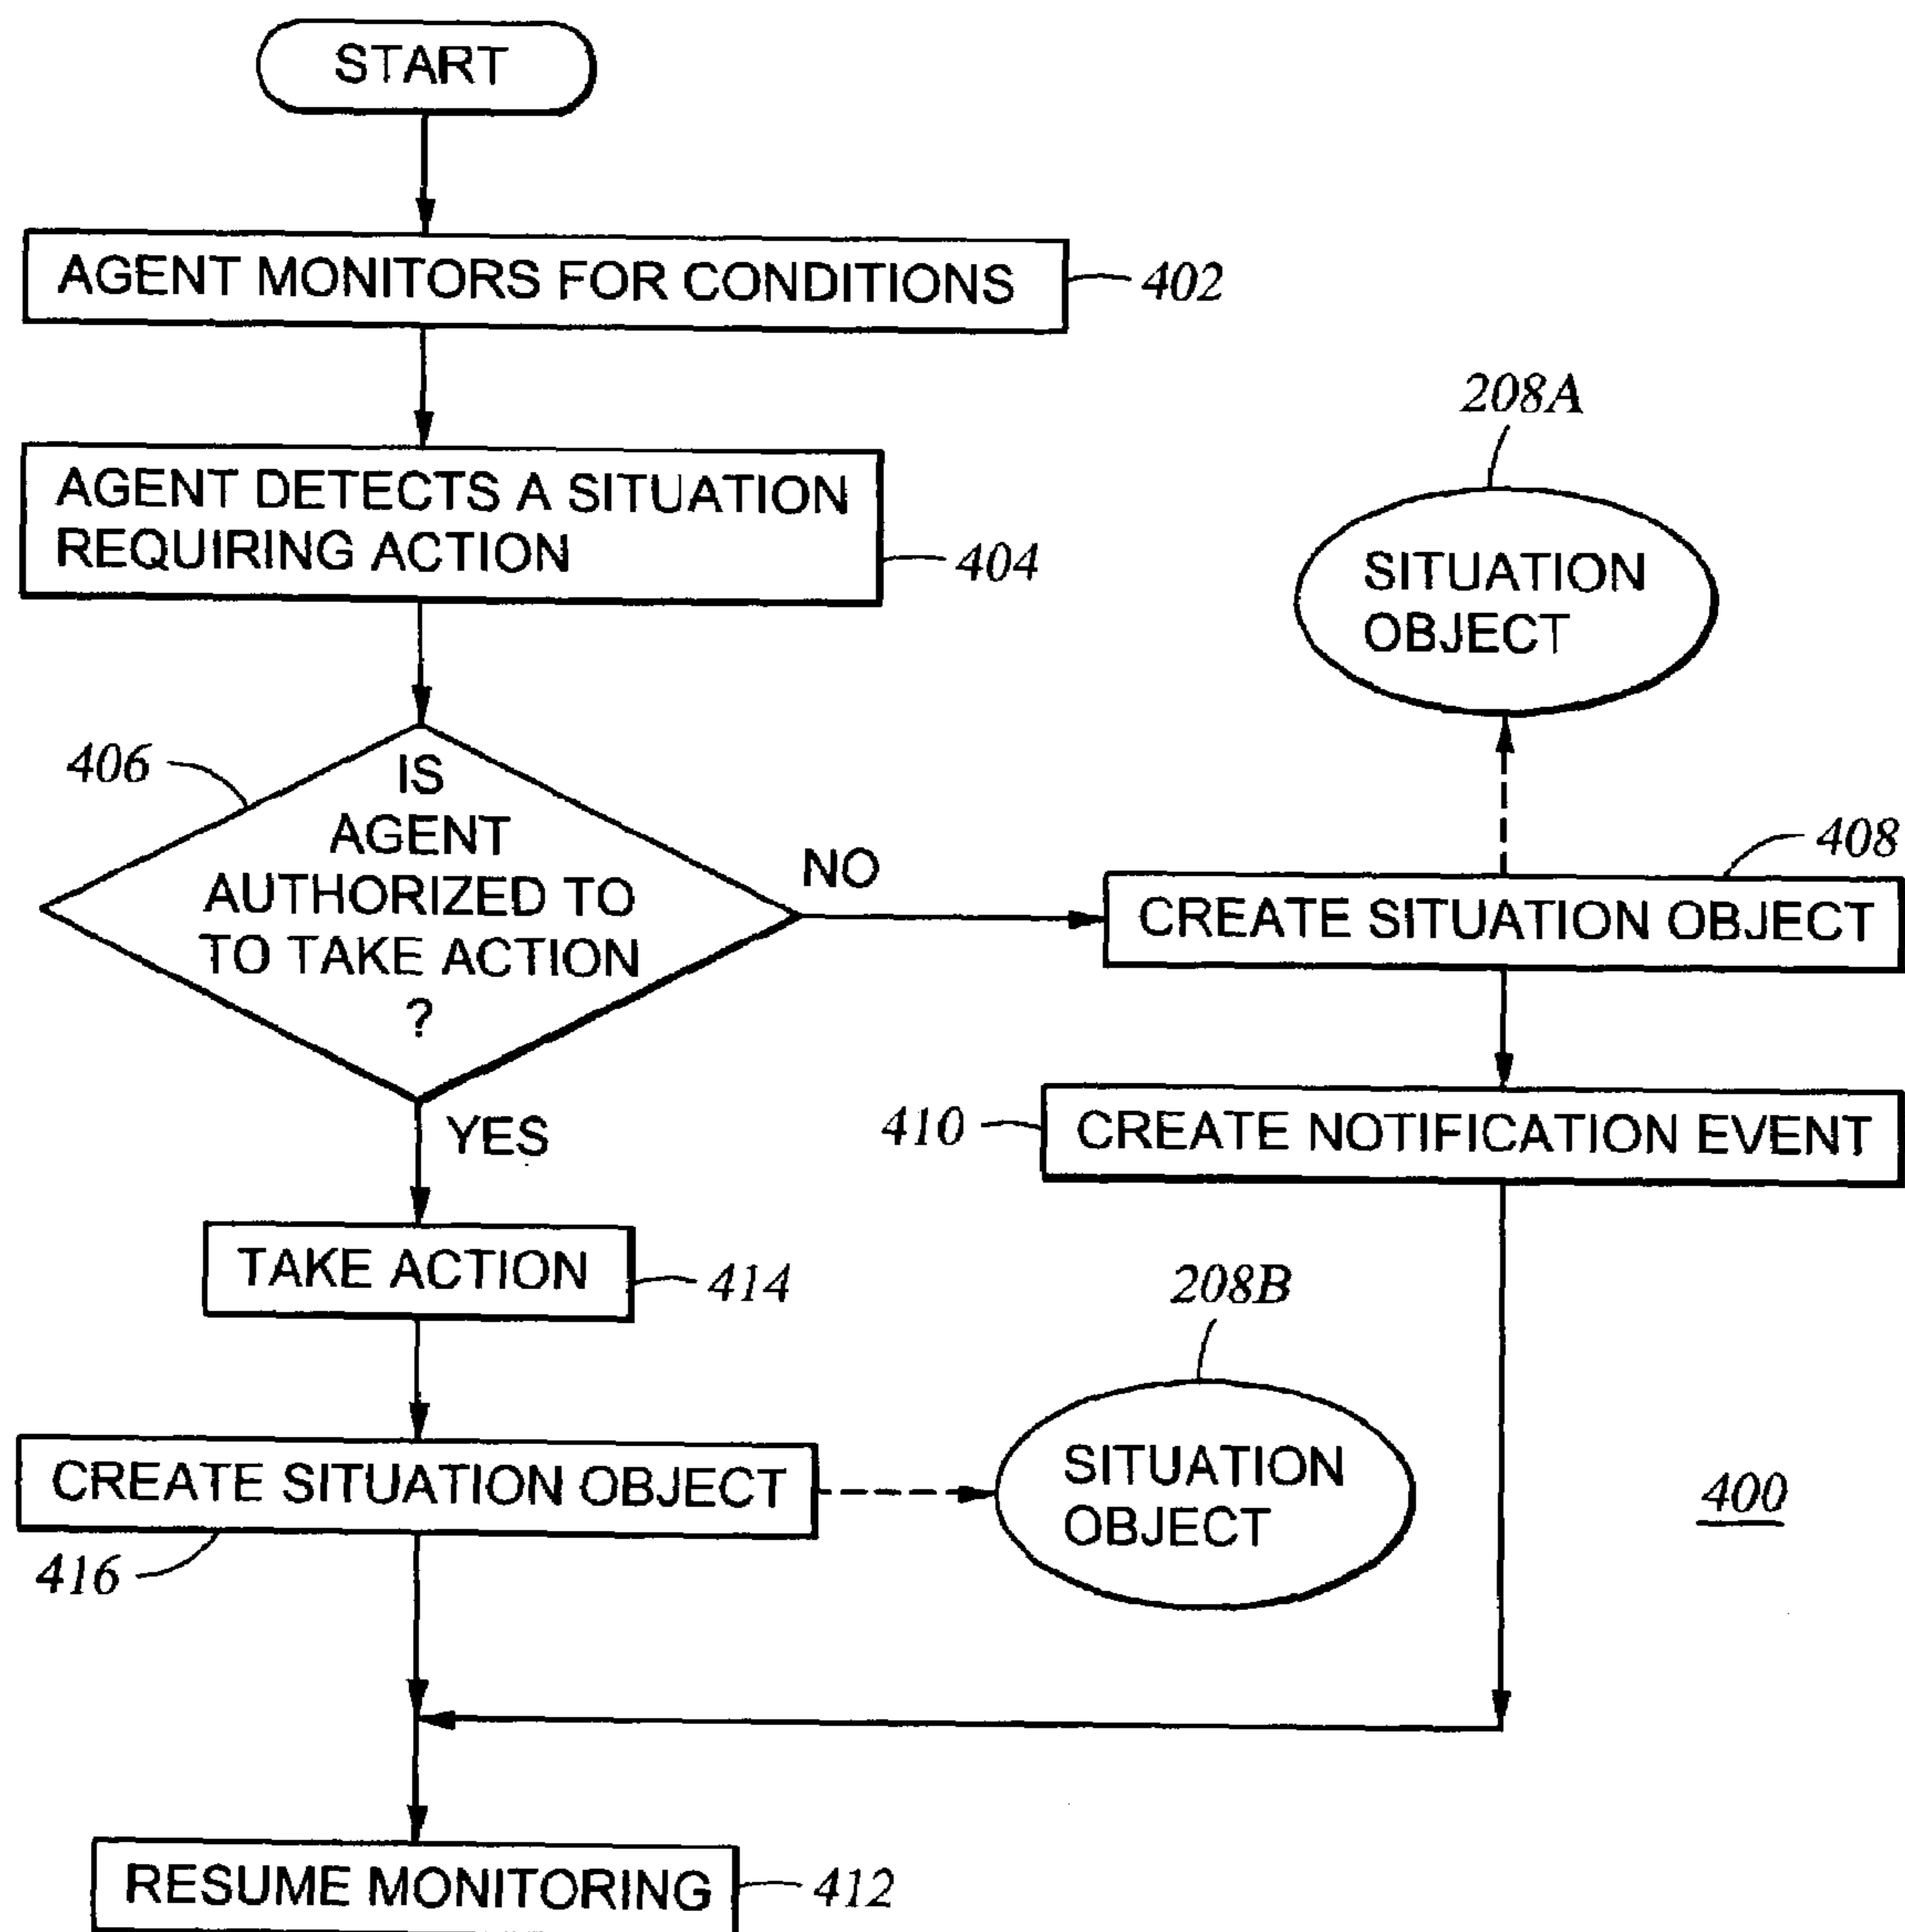 START
AGENT MONITORS FOR CONDITIONS
402
AGENT DETECTS A SITUATION
REQUIRING ACTION
404
208A
SITUATION
OBJECT
406
IS
AGENT
AUTHORIZED TO
TO TAKE ACTION
?
NO
408
CREATE SITUATION OBJECT
410
CREATE NOTIFICATION EVENT
YES
TAKE ACTION
414
208B
CREATE SITUATION OBJECT
416
SITUATION
OBJECT
400
RESUME MONITORING
412